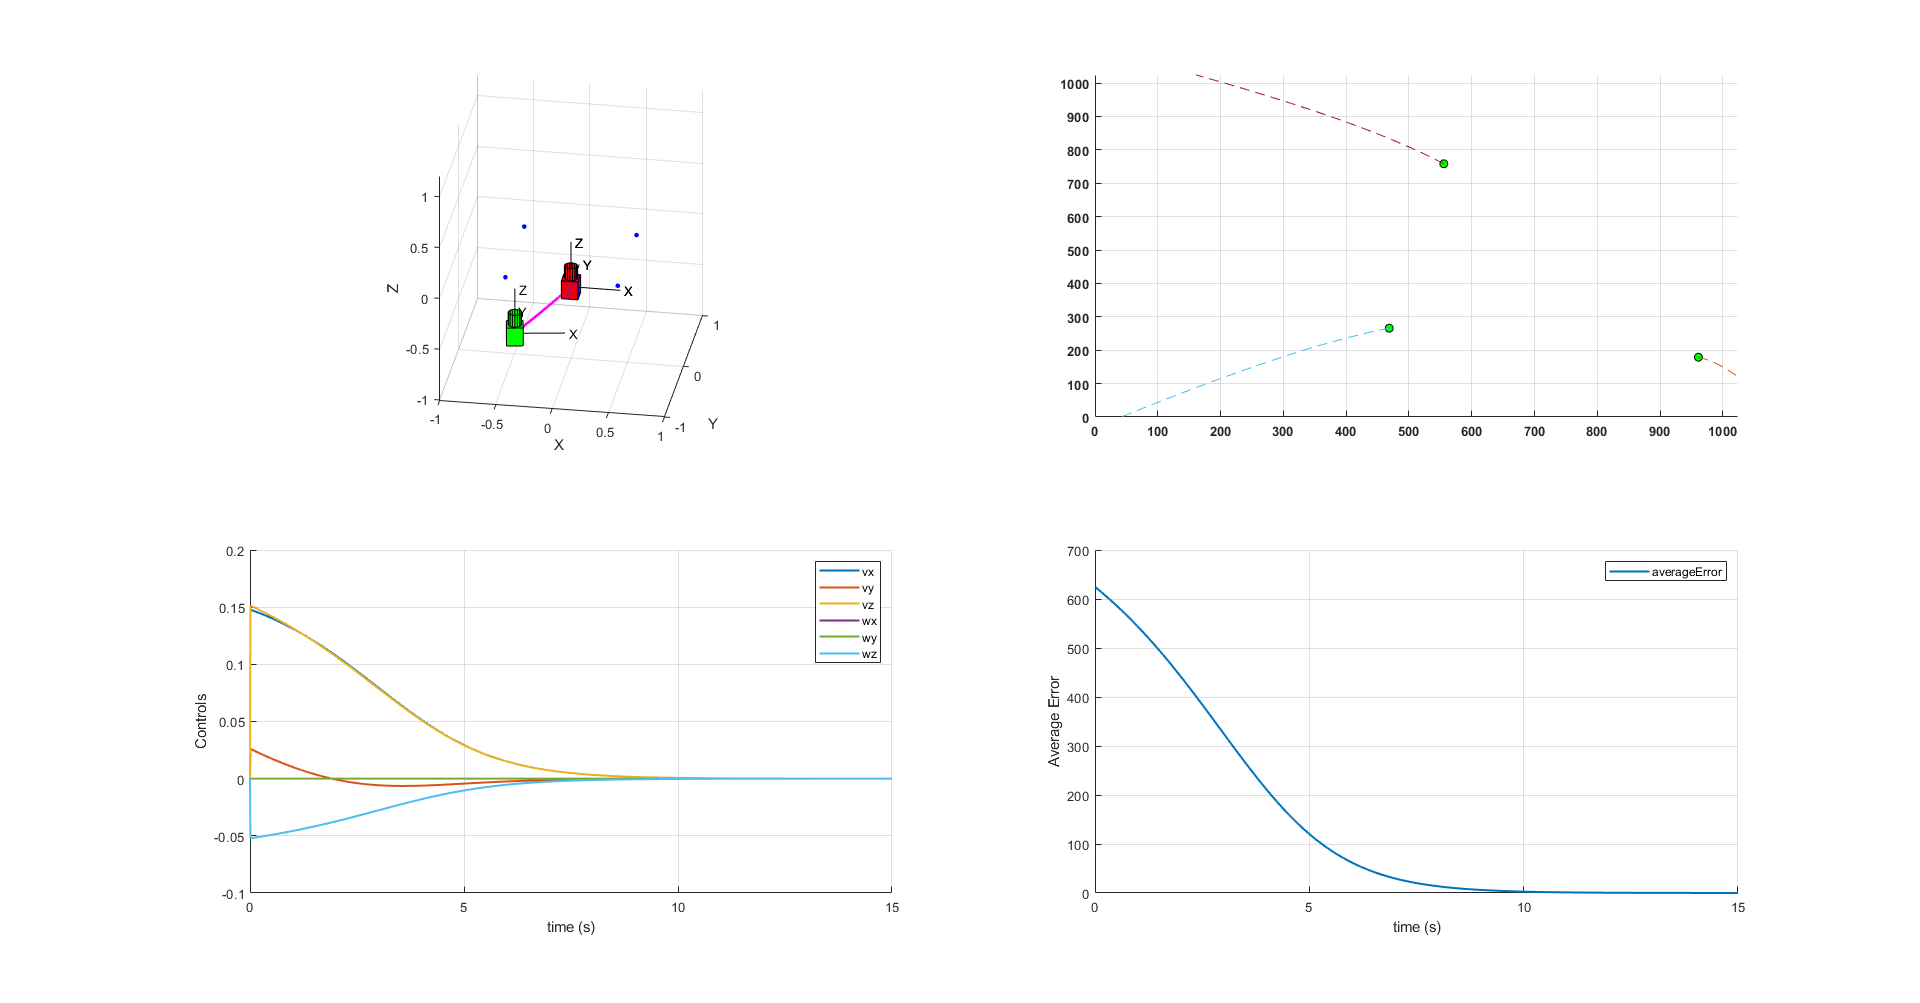 1
0.5
0
-0.5
-1
Z
Z
Y
X
Z
Y
X
-1
-0.5
0
0.5
1
X
-1
0
1
Y
1000
900
800
700
600
500
400
300
200
100
0
0 100 200 300 400 500 600 700 800 900 1000
0.2
0.15
0.1
0.05
0
-0.05
-0.1
Controls
0 5 10 15
time (s)
vx
vy
vz
wx
wy
wz
700
600
500
400
300
200
100
0
Average Error
0 5 10 15
time (s)
averageError